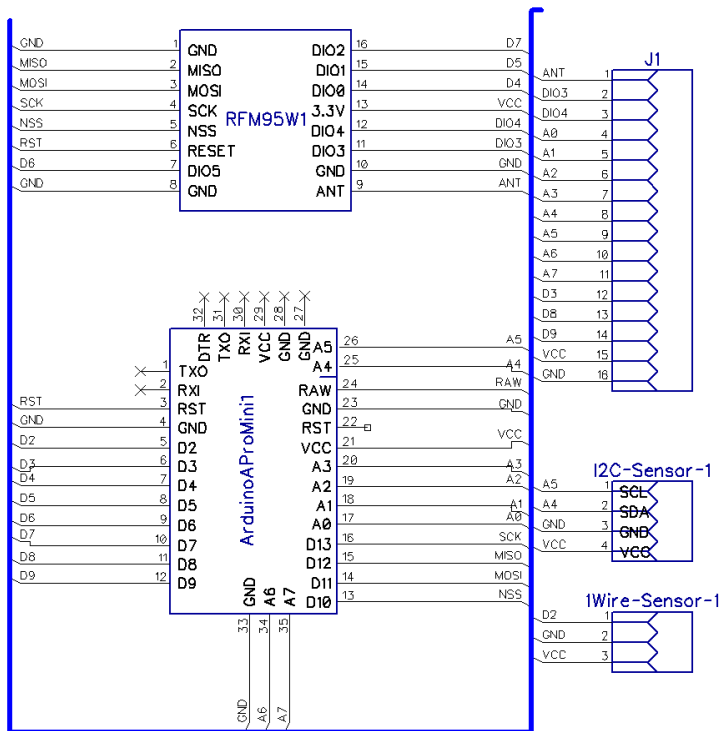 GND 1 GND DIO2 16 D7
MISO 2 MISO DIO1 15 D5
MOSI 3 MOSI DIO0 14 D4
SCK 4 SCK 3.3V 13 VCC
NSS 5 NSS DIO4 12 DIO4
RST 6 RESET DIO3 11 DIO3
D6 7 DIO5 GND 10 GND
GND 8 GND ANT 9 ANT
RFM95W1
J1
ANT 1
DIO3 2
DIO4 3
A0 4
A1 5
A2 6
A3 7
A4 8
A5 9
A6 10
A7 11
D3 12
D8 13
D9 14
VCC 15
GND 16
32 31 30 29 28 27
DTR TXO RXI VCC GND GND
A5 26 A5
A4 25 A4
1 TXO RAW 24 RAW
2 RXI GND 23 GND
RST 3 RST RST 22
GND 4 GND VCC 21 VCC
D2 5 D2 A3 20 A3
D3 6 D3 A2 19 A2
D4 7 D4 A1 18 A1
D5 8 D5 A0 17 A0
D6 9 D6 D13 16 SCK
D7 10 D7 D12 15 MISO
D8 11 D8 D11 14 MOSI
D9 12 D9 D10 13 NSS
ArduinoAProMini1
GND A6 A7
33 34 35
GND A6 A7
I2C-Sensor-1
A5 1 SCL
A4 2 SDA
GND 3 GND
VCC 4 VCC
1Wire-Sensor-1
D2 1
GND 2
VCC 3